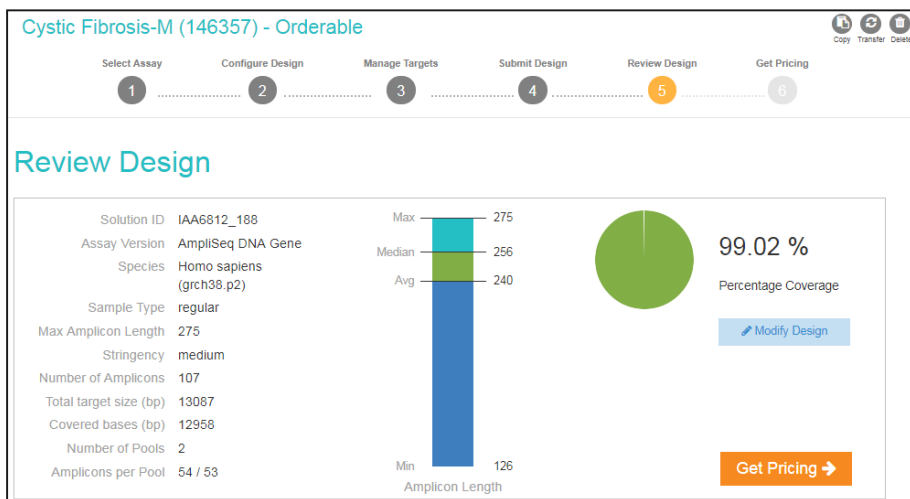 Cystic Fibrosis-M (146357) - Orderable
Copy Transfer Delete
Select Assay Configure Design Manage Targets Submit Design Review Design Get Pricing
1 2 3 4 5 6
Review Design
Solution ID IAA6812_188
Assay Version AmpliSeq DNA Gene
Species Homo sapiens
(grch38.p2)
Sample Type regular
Max Amplicon Length 275
Stringency medium
Number of Amplicons 107
Total target size (bp) 13087
Covered bases (bp) 12958
Number of Pools 2
Amplicons per Pool 54 / 53
Max 275
Median 256
Avg 240
Min 126
Amplicon Length
99.02 %
Percentage Coverage
Modify Design
Get Pricing